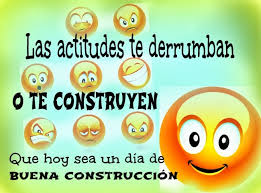 Las actitudes te derrumban
O TE CONSTRUYEN
Que hoy sea un día de
BUENA CONSTRUCCIÓN